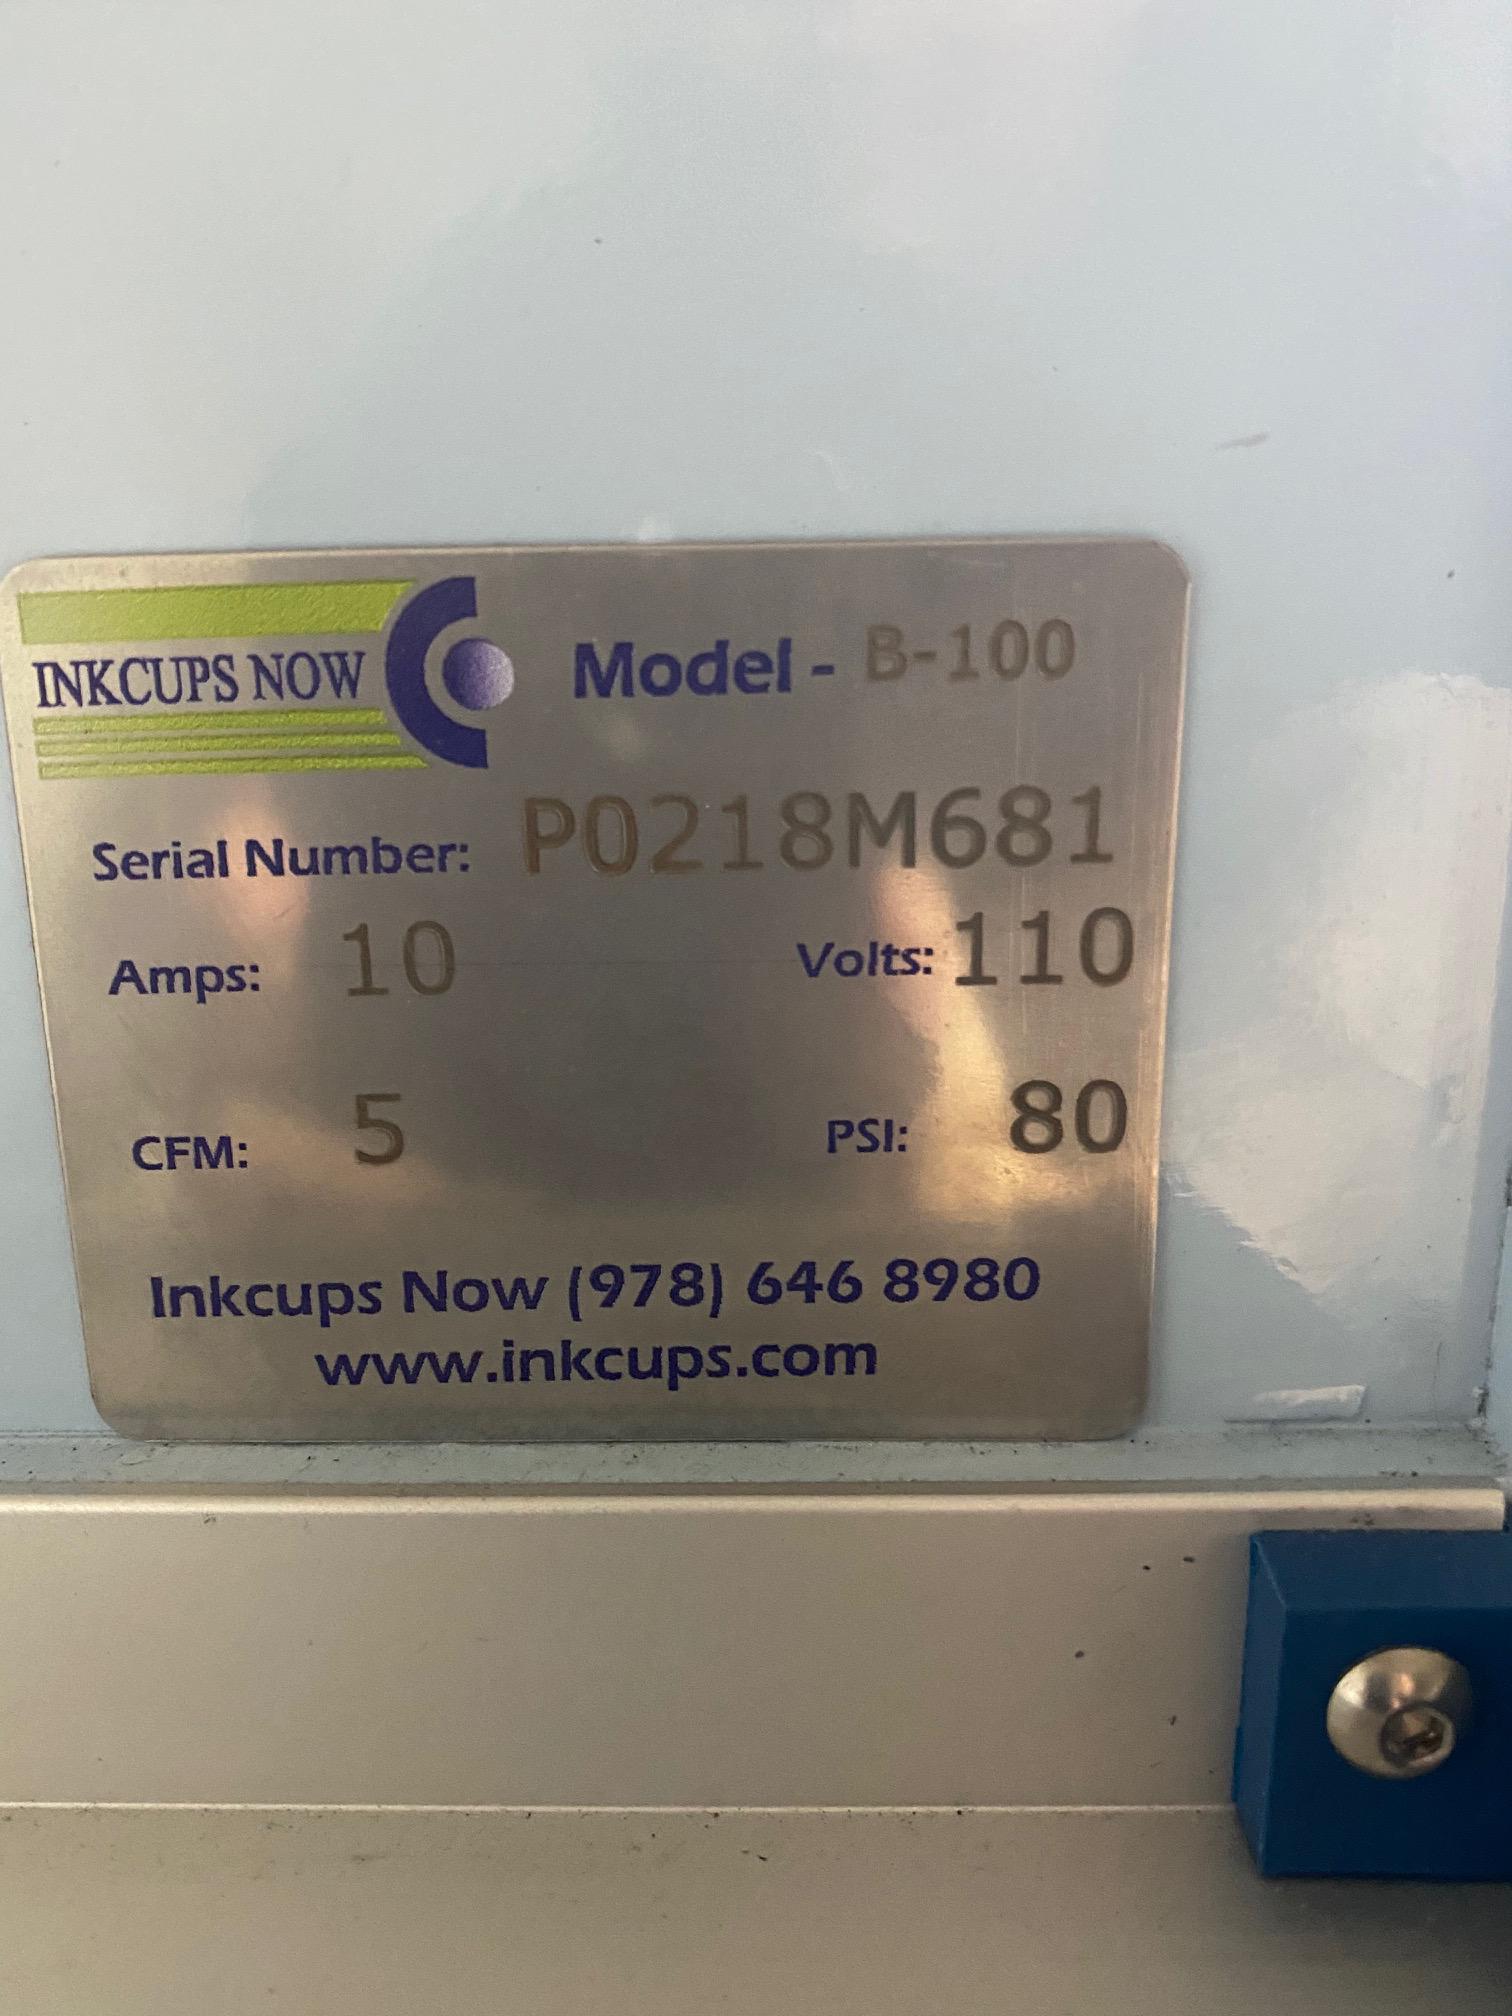 INKCUPS NOW Model - B-100
Serial Number: P0218M681
Amps: 10 Volts: 110
CFM: 5 PSI: 80
Inkcups Now (978) 646 8980
www.inkcups.com